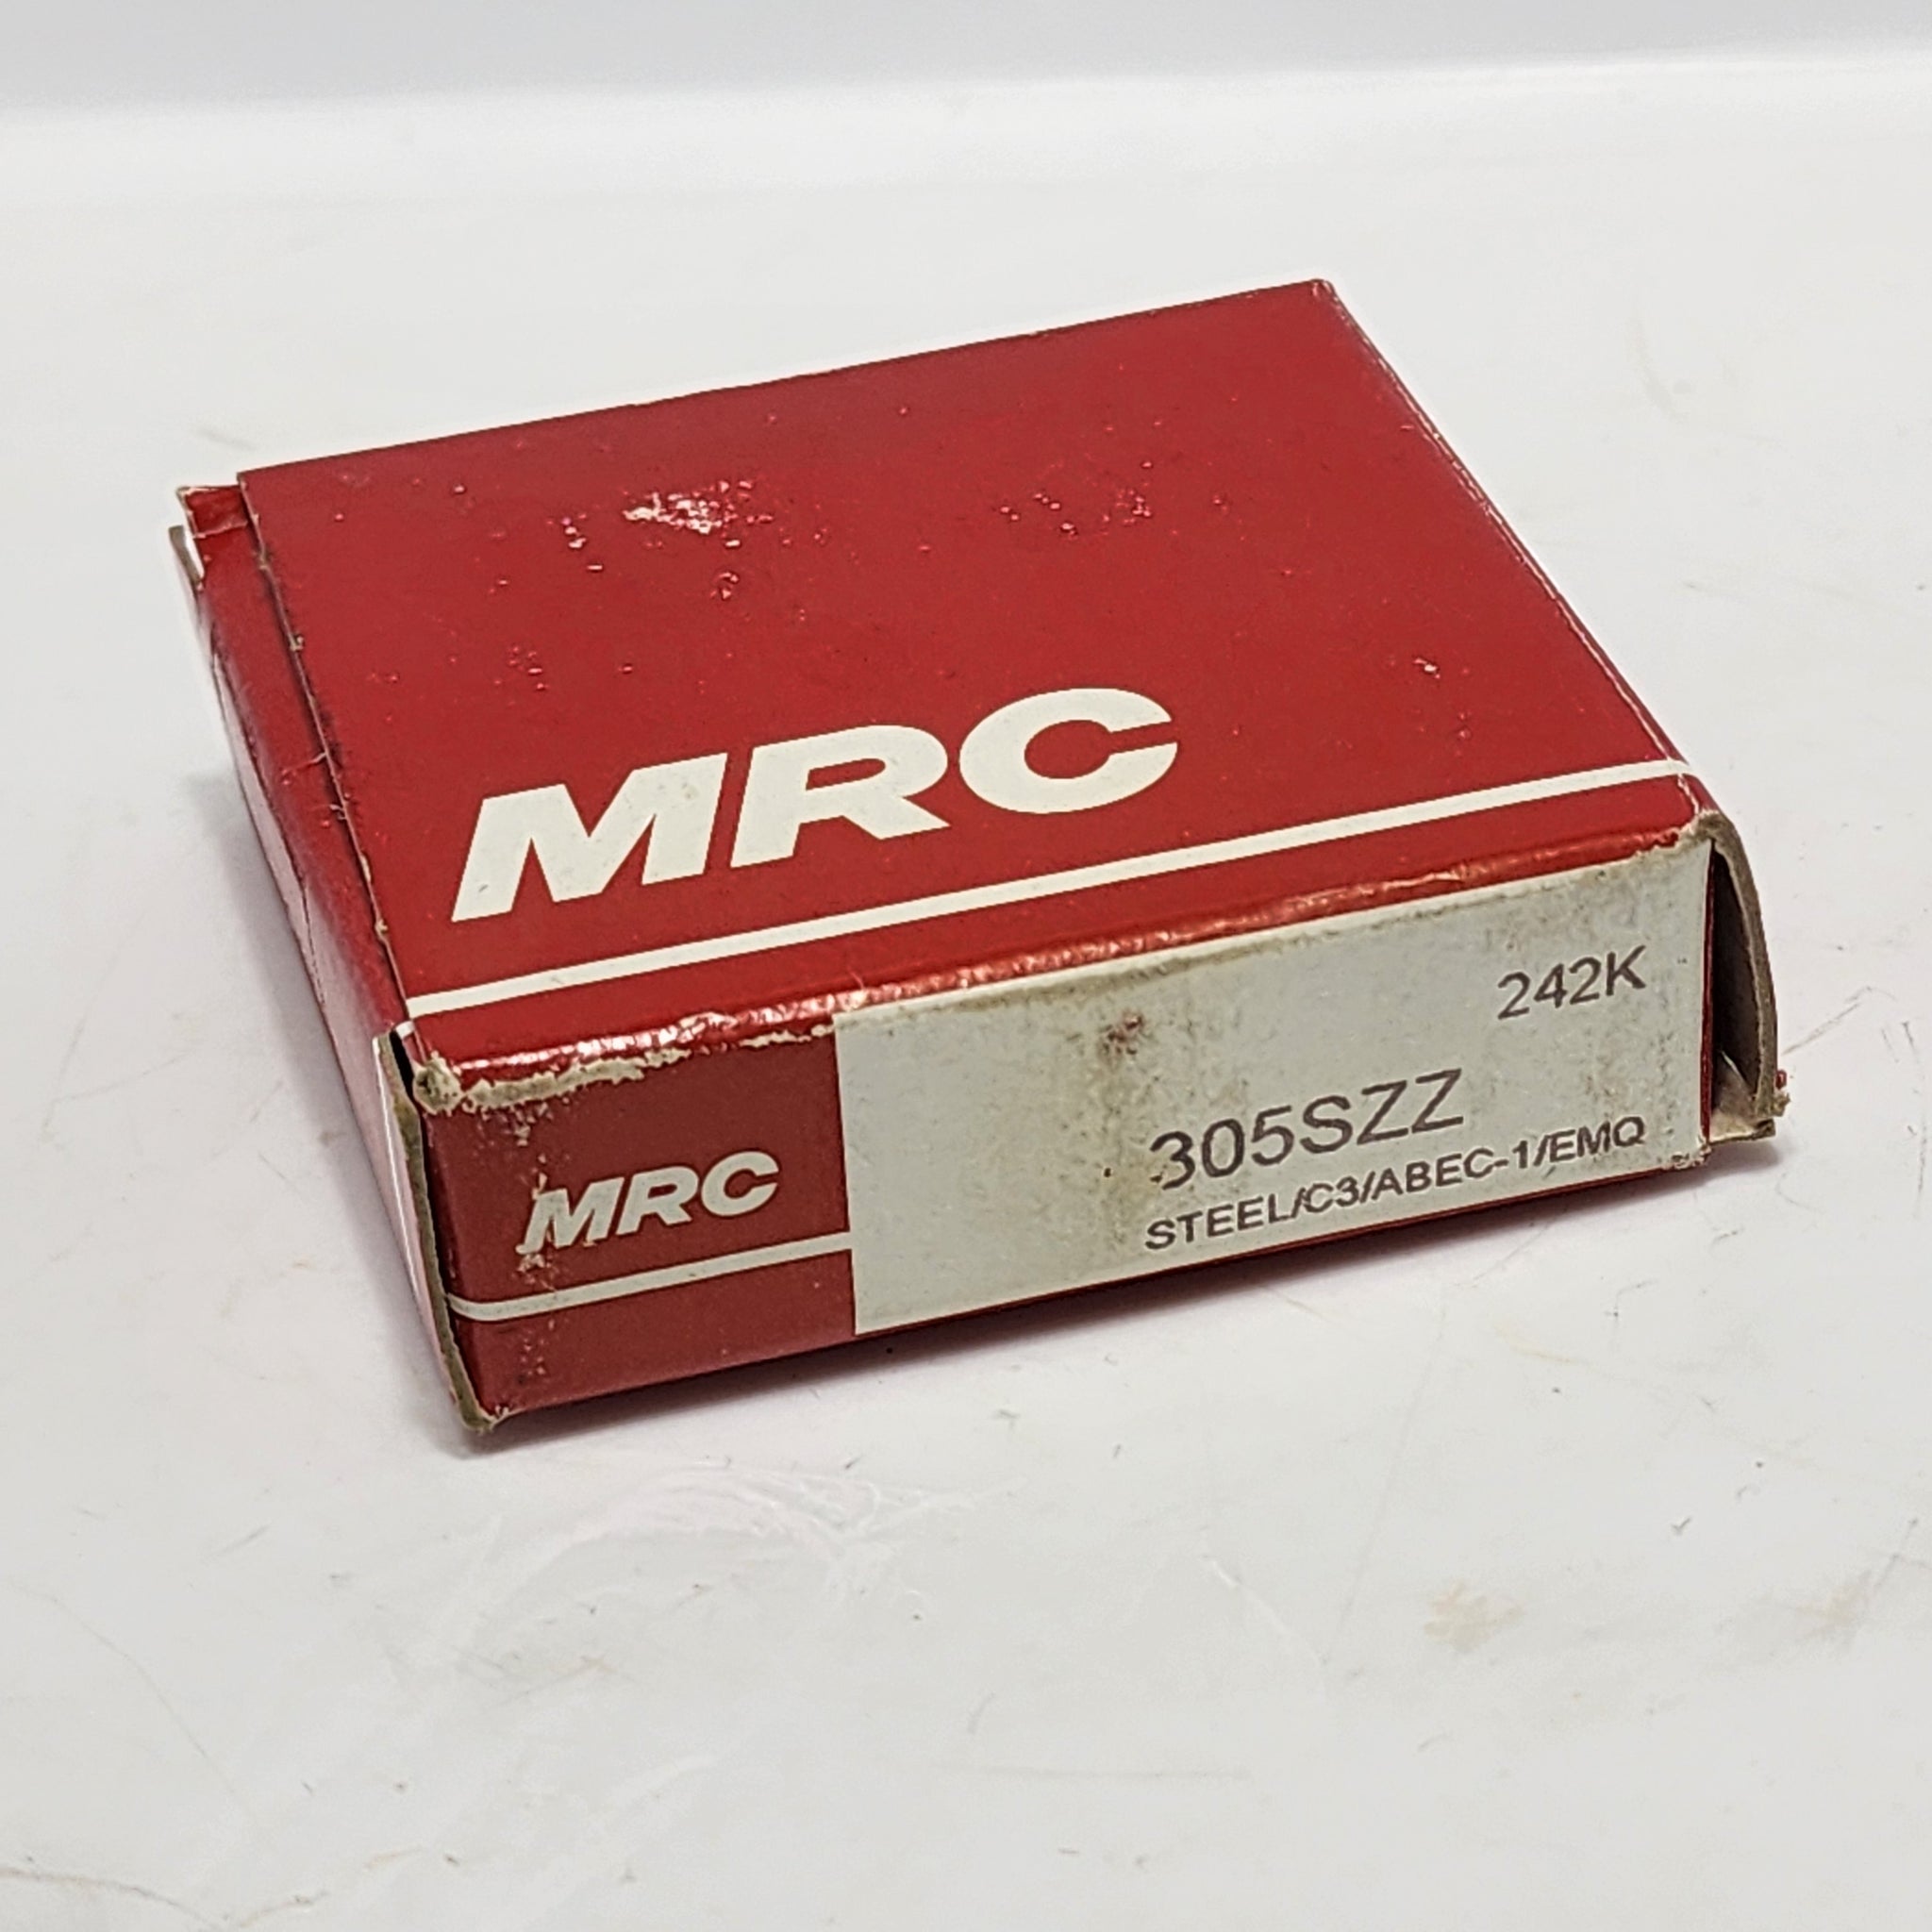 MRC
MRC
242K
305SZZ
STEEL/C3/ABEC-1/EMQ